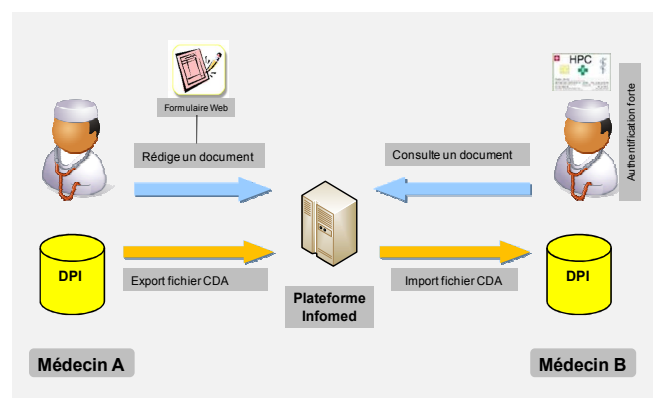 HPC
Formulaire Web
Authentification forte
Rédige un document
Consulte un document
DPI
DPI
Export fichier CDA
Import fichier CDA
Plateforme
Infomed
Médecin A
Médecin B